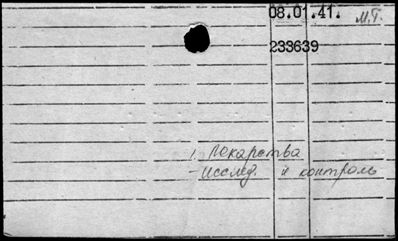 08.01.41. М.Г.
233639
1. Лекарства
- исслед. и контроль